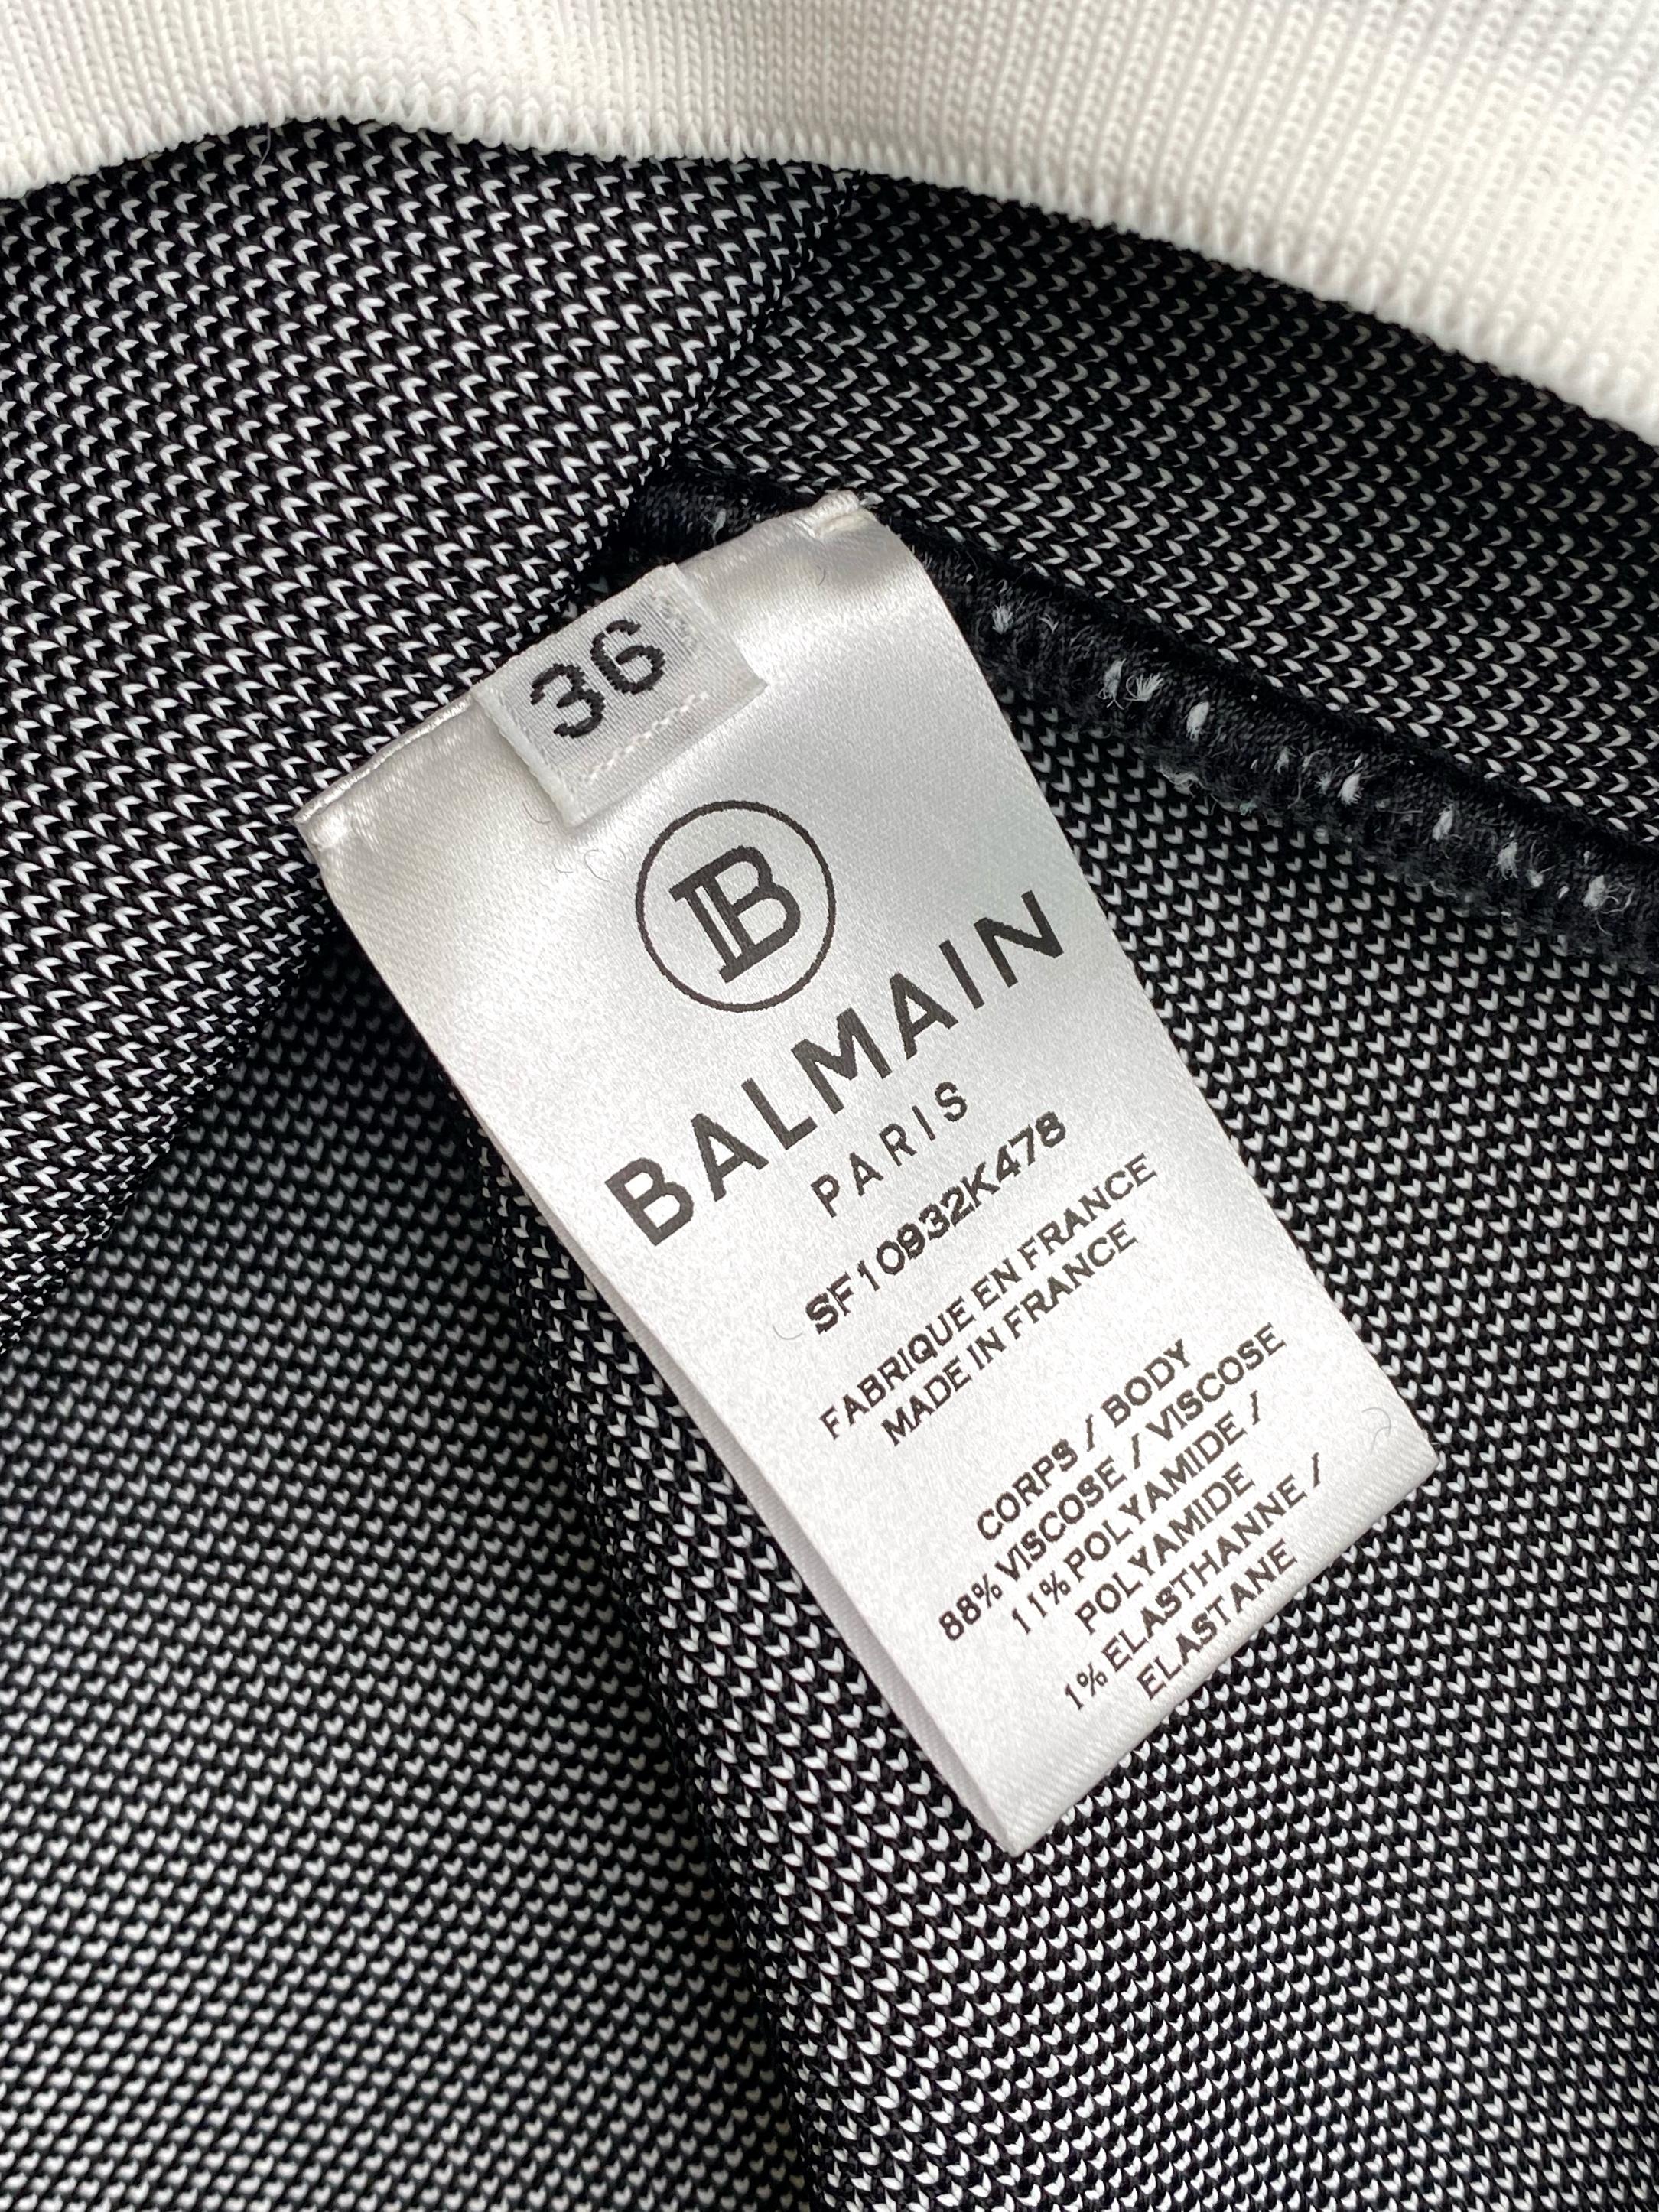 36
B
BALMAIN
PARIS
SF10932K478
FABRIQUE EN FRANCE
MADE IN FRANCE
CORPS / BODY
88% VISCOSE / VISCOSE
11% POLYAMIDE /
POLYAMIDE
1% ELASTHANNE /
ELASTANE